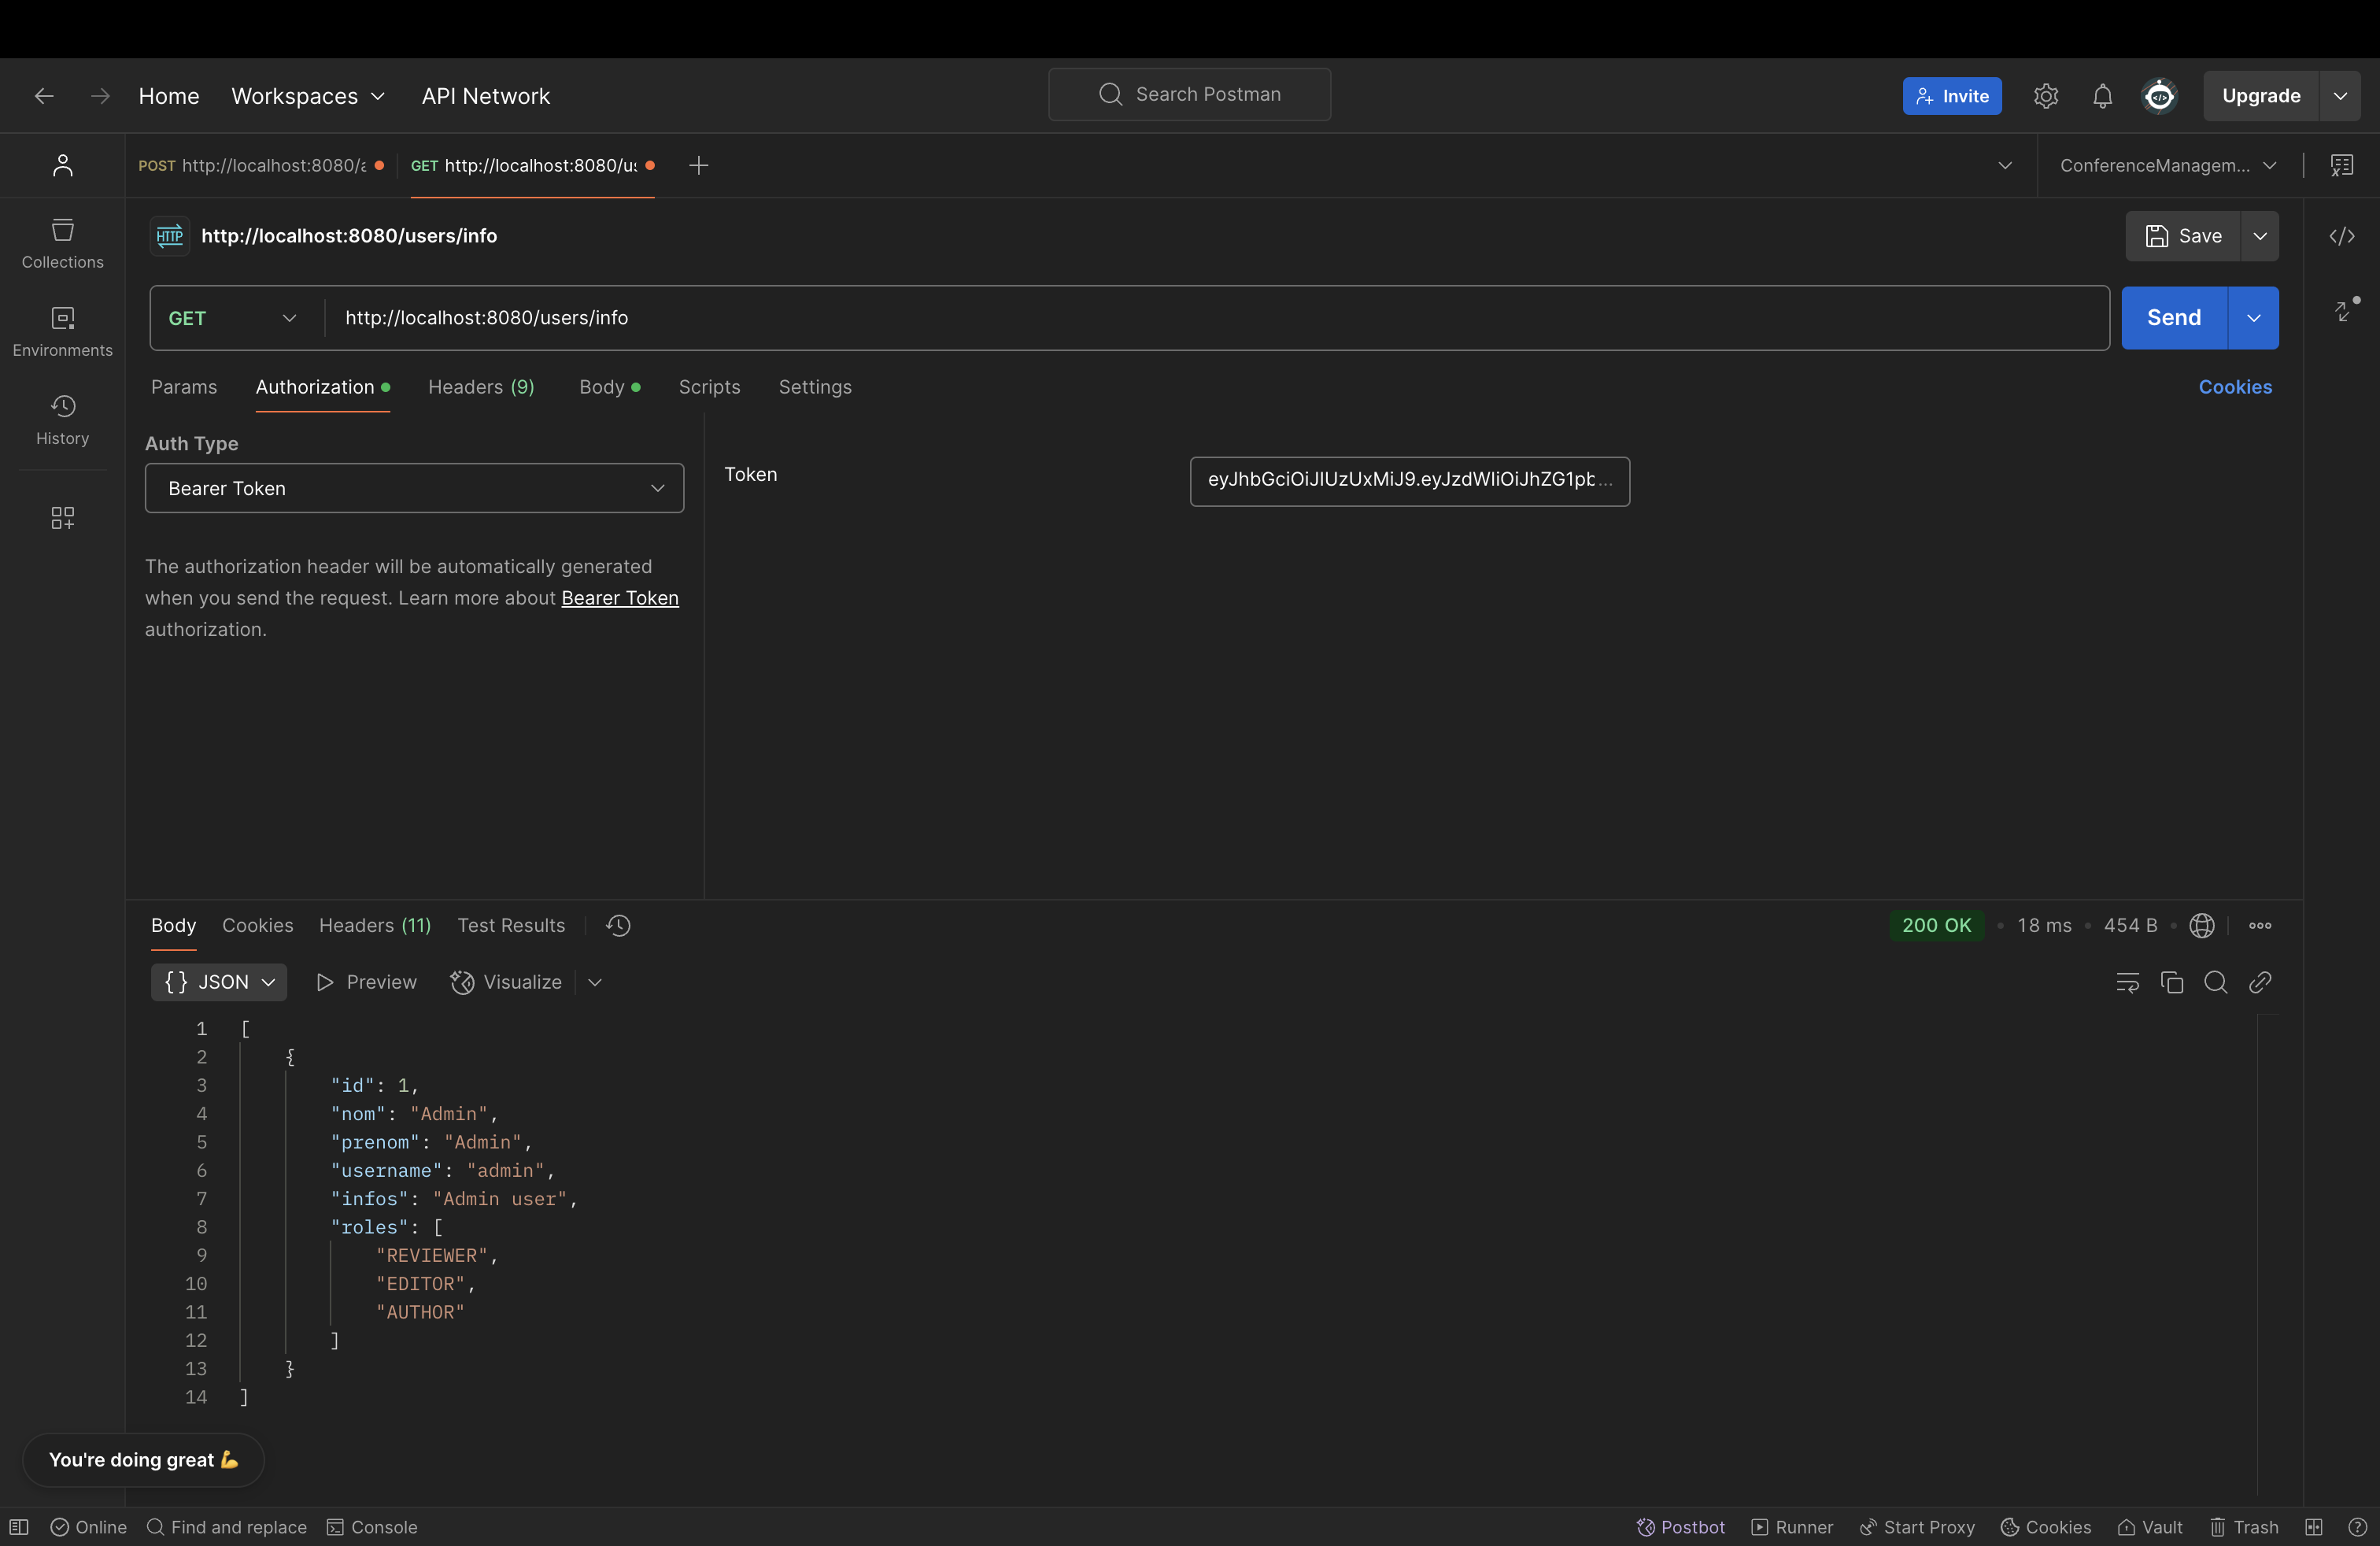 Home Workspaces API Network Search Postman Invite Upgrade
POST http://localhost:8080/a GET http://localhost:8080/us ConferenceManagem...
HTTP http://localhost:8080/users/info Save
Collections
Environments
History
GET http://localhost:8080/users/info Send
Params Authorization Headers (9) Body Scripts Settings Cookies
Auth Type
Bearer Token
Token eyJhbGciOiJIUzUxMiJ9.eyJzdWIiOiJhZG1pb...
The authorization header will be automatically generated
when you send the request. Learn more about Bearer Token
authorization.
Body Cookies Headers (11) Test Results 200 OK • 18 ms • 454 B •
{} JSON Preview Visualize
1 [
2 {
3 "id": 1,
4 "nom": "Admin",
5 "prenom": "Admin",
6 "username": "admin",
7 "infos": "Admin user",
8 "roles": [
9 "REVIEWER",
10 "EDITOR",
11 "AUTHOR"
12 ]
13 }
14 ]
You're doing great 💪
Online Find and replace Console Postbot Runner Start Proxy Cookies Vault Trash